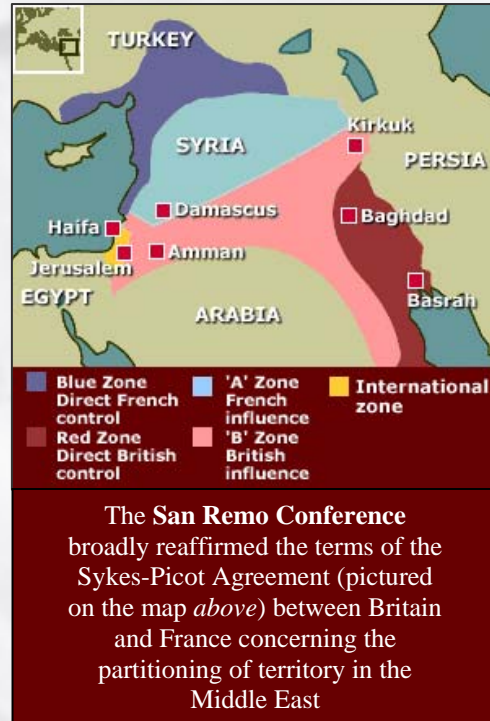 TURKEY
Kirkuk
SYRIA
PERSIA
Damascus
Baghdad
Haifa
Amman
Jerusalem
EGYPT
Basrah
ARABIA
Blue Zone
Direct French
control
'A' Zone
French
influence
International
zone
Red Zone
Direct British
control
'B' Zone
British
influence
The San Remo Conference
broadly reaffirmed the terms of the
Sykes-Picot Agreement (pictured
on the map above) between Britain
and France concerning the
partitioning of territory in the
Middle East